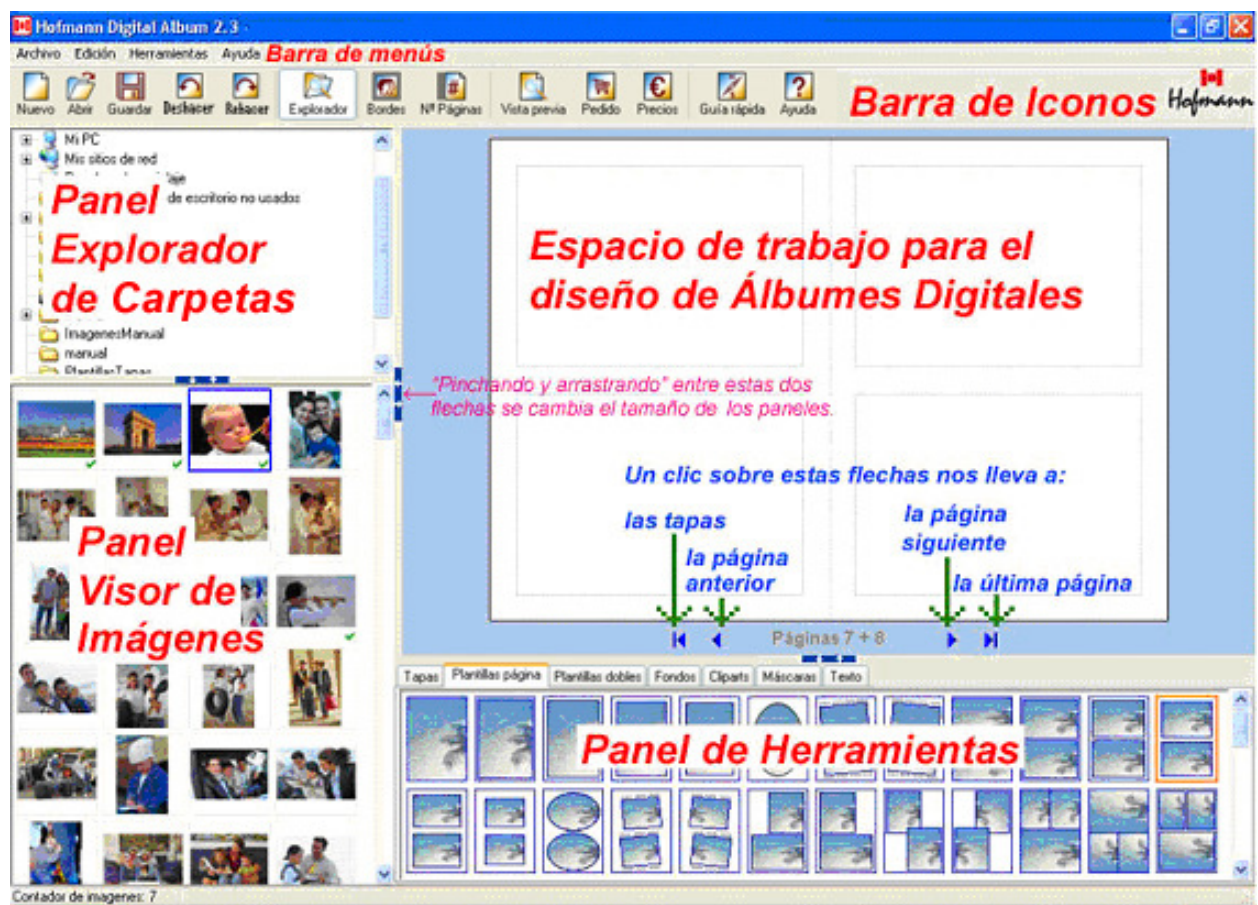 Hofmann Digital Album 2.3 -
Archivo Edición Herramientas Ayuda
Barra de menús
Nuevo Abrir Guardar Deshacer Rehacer Explorador Bordes Nº Páginas Vista previa Pedido Precios Guía rápida Ayuda
Barra de Iconos
Hofmann
Mi PC
Mis sitios de red
de escritorio no usados
Panel
Explorador
de Carpetas
ImagenesManual
manual
PlantillasTapas
Espacio de trabajo para el
diseño de Álbumes Digitales
"Pinchando y arrastrando" entre estas dos
flechas se cambia el tamaño de los paneles.
Un clic sobre estas flechas nos lleva a:
las tapas
la página
anterior
la página
siguiente
la última página
Páginas 7 + 8
Panel
Visor de
Imágenes
Tapas Plantillas página Plantillas dobles Fondos Cliparts Máscaras Texto
Panel de Herramientas
Contador de imagenes: 7